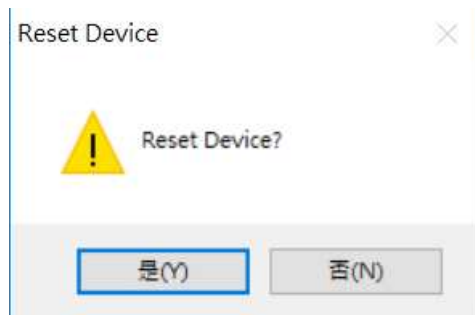 Reset Device
Reset Device?
是(Y)
否(N)